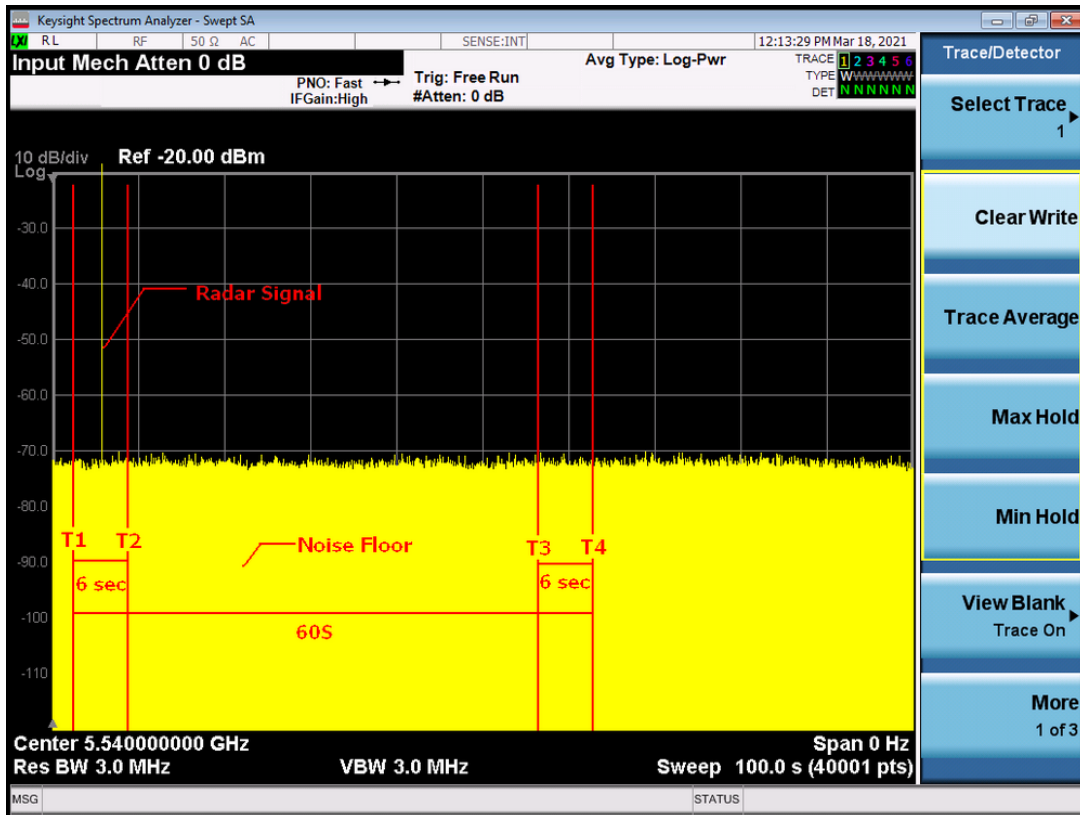 Keysight Spectrum Analyzer - Swept SA
LXI RL RF 50 Ω AC SENSE:INT 12:13:29 PM Mar 18, 2021
Input Mech Atten 0 dB
PNO: Fast
IFGain:High
Trig: Free Run
#Atten: 0 dB
Avg Type: Log-Pwr
TRACE 1 2 3 4 5 6
TYPE WWWWWW
DET N N N N N N
10 dB/div Ref -20.00 dBm
Log
-30.0
-40.0
Radar Signal
-50.0
-60.0
-70.0
-80.0
T1 T2 Noise Floor T3 T4
-90.0
6 sec 6 sec
-100
60S
-110
Center 5.540000000 GHz Span 0 Hz
Res BW 3.0 MHz VBW 3.0 MHz Sweep 100.0 s (40001 pts)
MSG STATUS
Trace/Detector
Select Trace
1
Clear Write
Trace Average
Max Hold
Min Hold
View Blank
Trace On
More
1 of 3